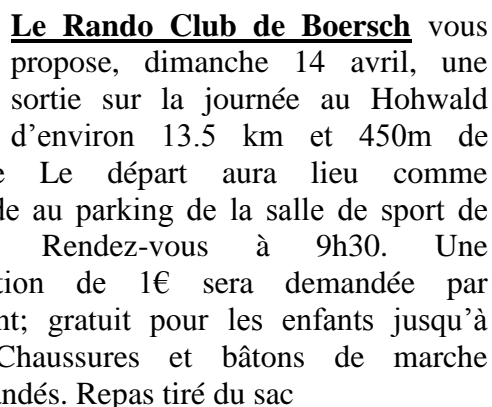 Le Rando Club de Boersch vous
propose, dimanche 14 avril, une
sortie sur la journée au Hohwald
d'environ 13.5 km et 450m de
Le départ aura lieu comme
au parking de la salle de sport de
Rendez-vous à 9h30. Une
de 1€ sera demandée par
gratuit pour les enfants jusqu'à
Chaussures et bâtons de marche
Repas tiré du sac